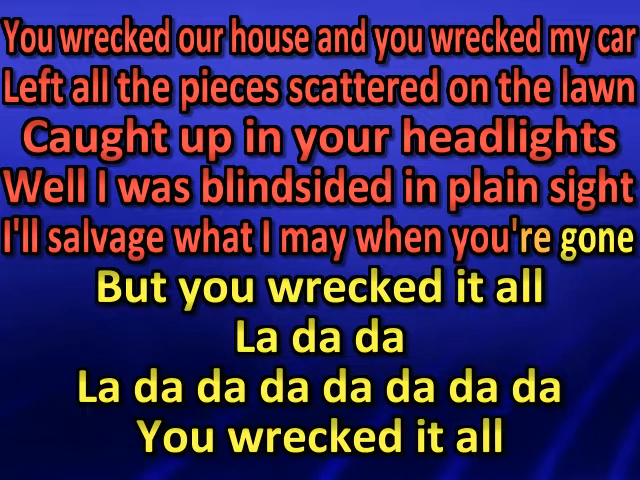 You wrecked our house and you wrecked my car
Left all the pieces scattered on the lawn
Caught up in your headlights
Well I was blindsided in plain sight
I'll salvage what I may when you're gone
But you wrecked it all
La da da
La da da da da da da da
You wrecked it all